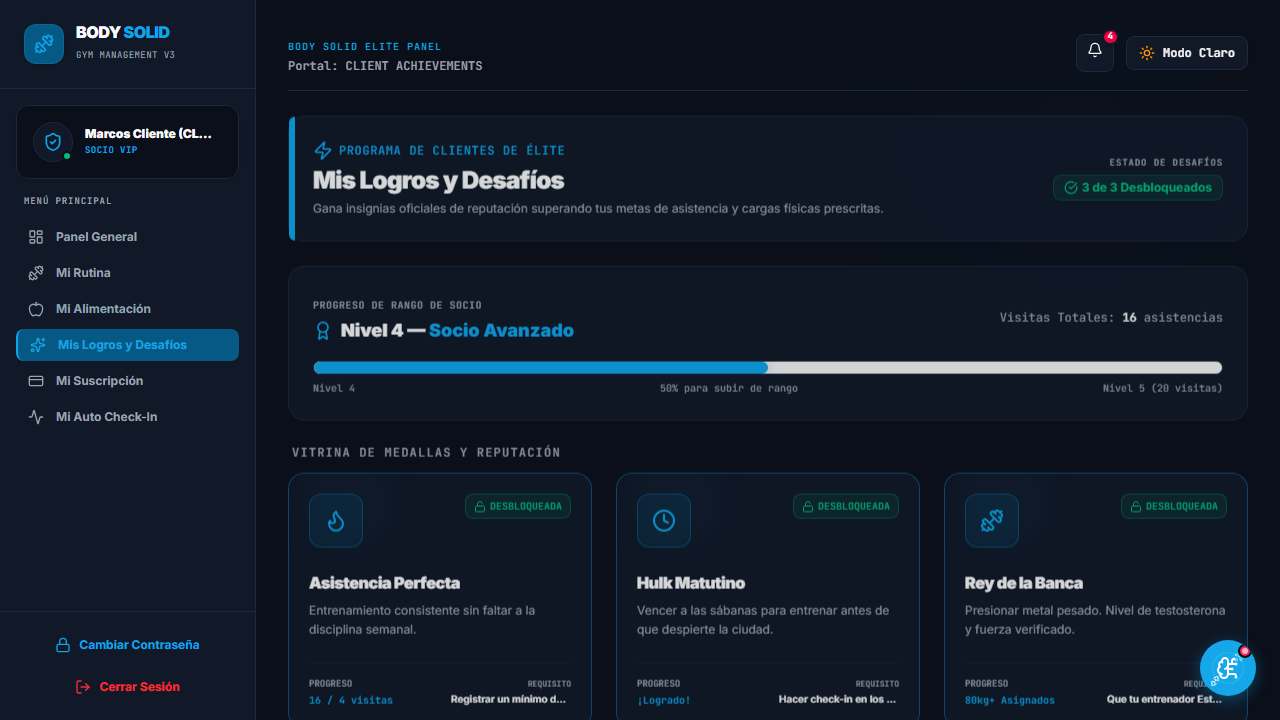 BODY SOLID
GYM MANAGEMENT V3
Marcos Cliente (CL...
SOCIO VIP
MENÚ PRINCIPAL
Panel General
Mi Rutina
Mi Alimentación
Mis Logros y Desafíos
Mi Suscripción
Mi Auto Check-In
Cambiar Contraseña
Cerrar Sesión
BODY SOLID ELITE PANEL
Portal: CLIENT ACHIEVEMENTS
4
Modo Claro
PROGRAMA DE CLIENTES DE ÉLITE
Mis Logros y Desafíos
Gana insignias oficiales de reputación superando tus metas de asistencia y cargas físicas prescritas.
ESTADO DE DESAFÍOS
3 de 3 Desbloqueados
PROGRESO DE RANGO DE SOCIO
Nivel 4 — Socio Avanzado
Visitas Totales: 16 asistencias
Nivel 4
50% para subir de rango
Nivel 5 (20 visitas)
VITRINA DE MEDALLAS Y REPUTACIÓN
DESBLOQUEADA
Asistencia Perfecta
Entrenamiento consistente sin faltar a la
disciplina semanal.
PROGRESO
REQUISITO
16 / 4 visitas
Registrar un mínimo d...
DESBLOQUEADA
Hulk Matutino
Vencer a las sábanas para entrenar antes de
que despierte la ciudad.
PROGRESO
REQUISITO
¡Logrado!
Hacer check-in en los ...
DESBLOQUEADA
Rey de la Banca
Presionar metal pesado. Nivel de testosterona
y fuerza verificado.
PROGRESO
80kg+ Asignados
Que tu entrenador Est...